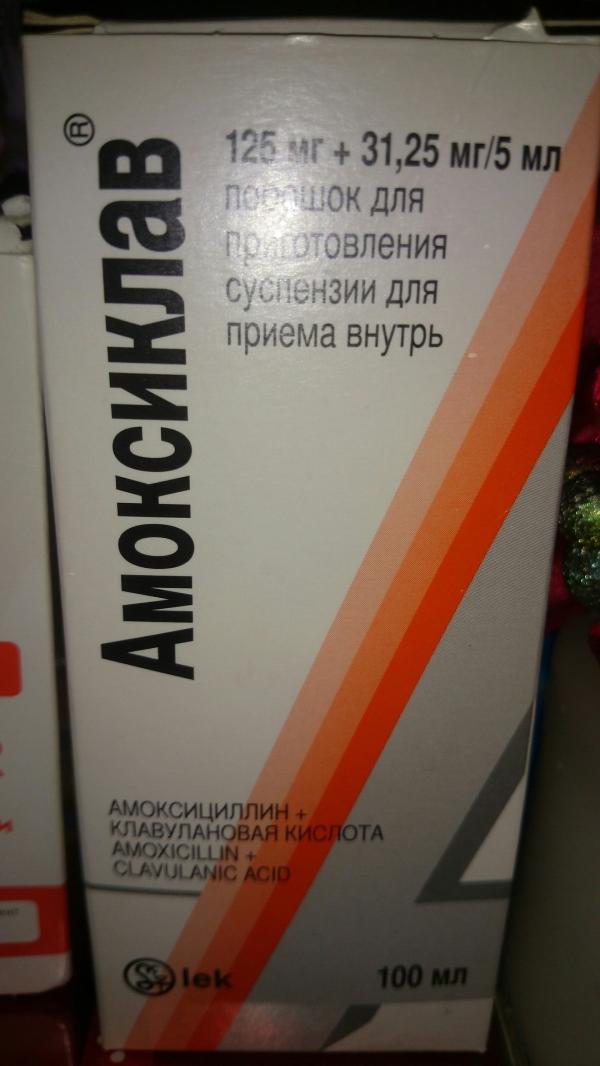 Амоксиклав®
125 мг + 31,25 мг/5 мл
порошок для
приготовления
суспензии для
приема внутрь
АМОКСИЦИЛЛИН +
КЛАВУЛАНОВАЯ КИСЛОТА
AMOXICILLIN +
CLAVULANIC ACID
lek
100 мл